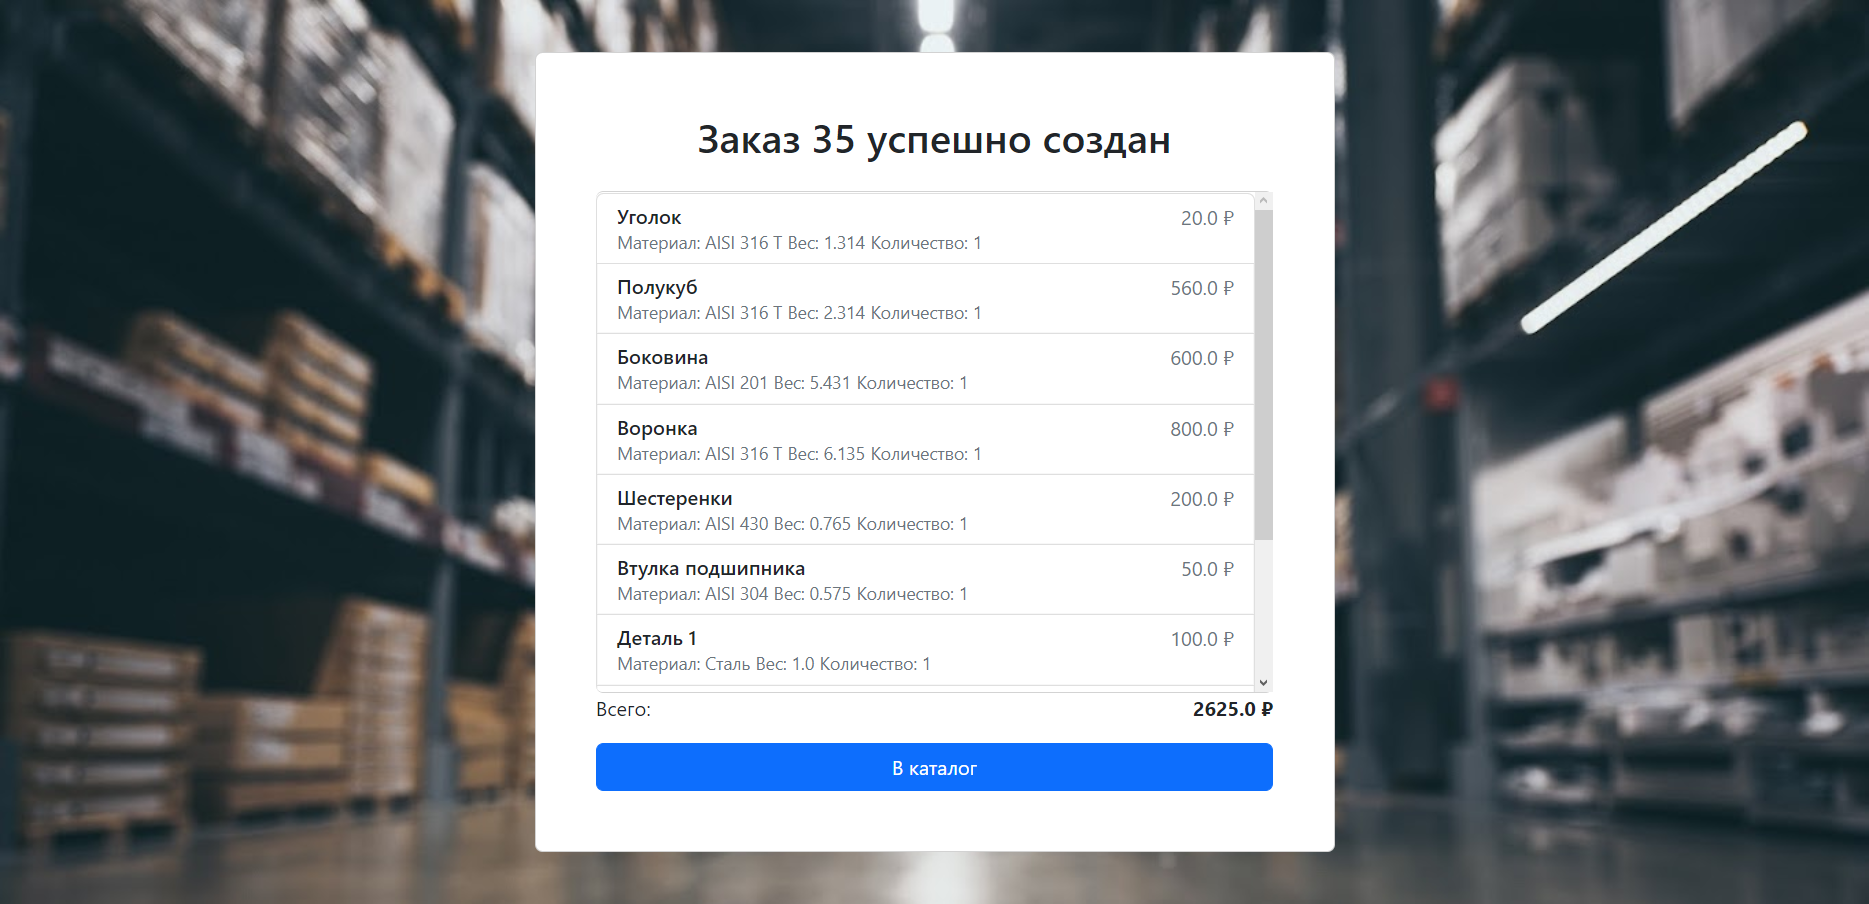 Заказ 35 успешно создан
Уголок 20.0 ₽
Материал: AISI 316 T Вес: 1.314 Количество: 1
Полукуб 560.0 ₽
Материал: AISI 316 T Вес: 2.314 Количество: 1
Боковина 600.0 ₽
Материал: AISI 201 Вес: 5.431 Количество: 1
Воронка 800.0 ₽
Материал: AISI 316 T Вес: 6.135 Количество: 1
Шестеренки 200.0 ₽
Материал: AISI 430 Вес: 0.765 Количество: 1
Втулка подшипника 50.0 ₽
Материал: AISI 304 Вес: 0.575 Количество: 1
Деталь 1 100.0 ₽
Материал: Сталь Вес: 1.0 Количество: 1
Всего: 2625.0 ₽
В каталог